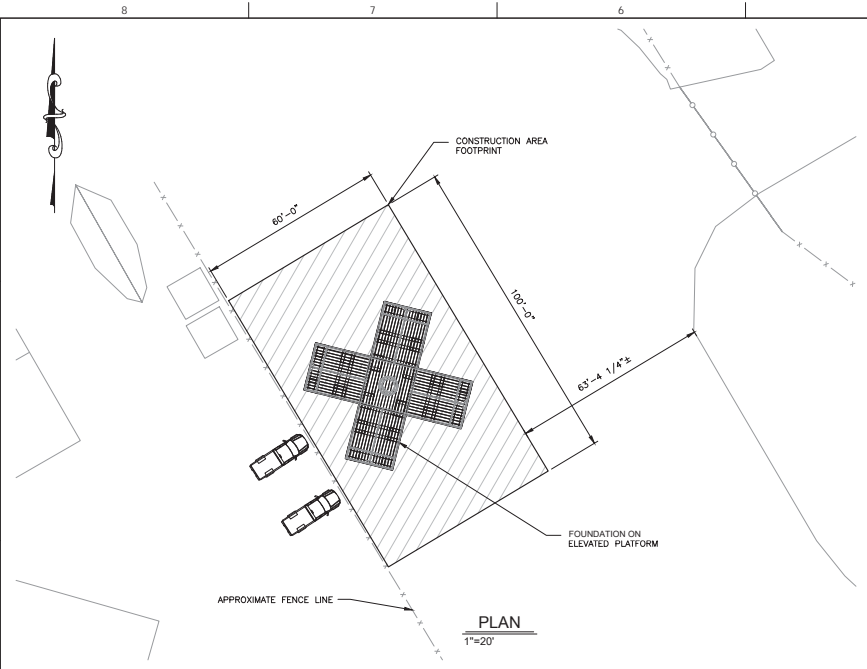 8
7
6
CONSTRUCTION AREA
FOOTPRINT
60'-0"
100'-0"
63'-4 1/4"±
FOUNDATION ON
ELEVATED PLATFORM
APPROXIMATE FENCE LINE
PLAN
1"=20'